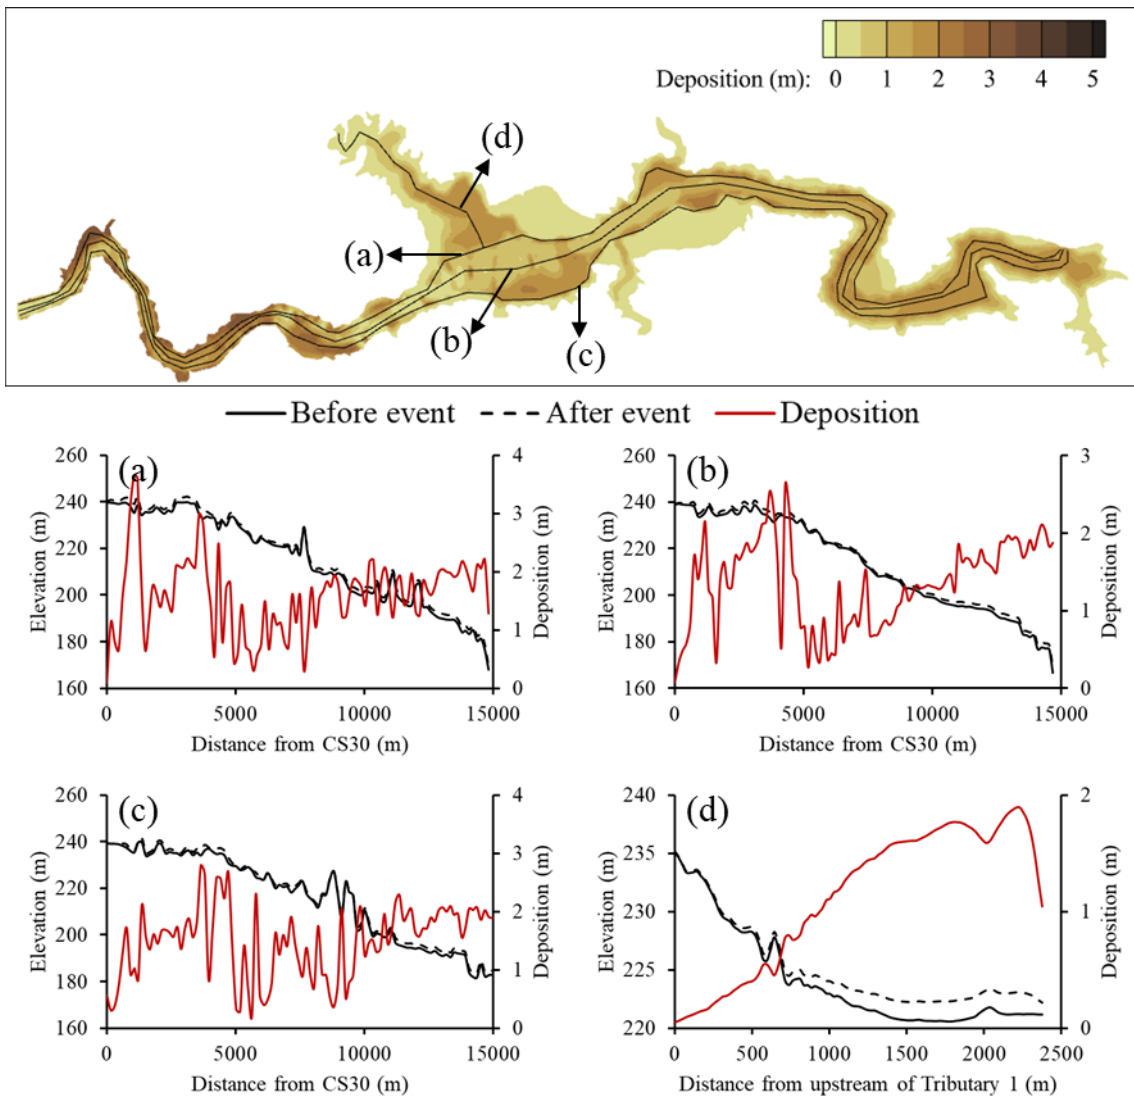 Deposition (m): 0 1 2 3 4 5
(d)
(a)
(b)
(c)
Before event After event Deposition
(a)
260
240
220
200
180
160
Elevation (m)
4
3
2
1
0
Deposition (m)
0 5000 10000 15000
Distance from CS30 (m)
(b)
260
240
220
200
180
160
Elevation (m)
3
2
1
0
Deposition (m)
0 5000 10000 15000
Distance from CS30 (m)
(c)
260
240
220
200
180
160
Elevation (m)
4
3
2
1
0
Deposition (m)
0 5000 10000 15000
Distance from CS30 (m)
(d)
240
235
230
225
220
Elevation (m)
2
1
0
Deposition (m)
0 500 1000 1500 2000 2500
Distance from upstream of Tributary 1 (m)